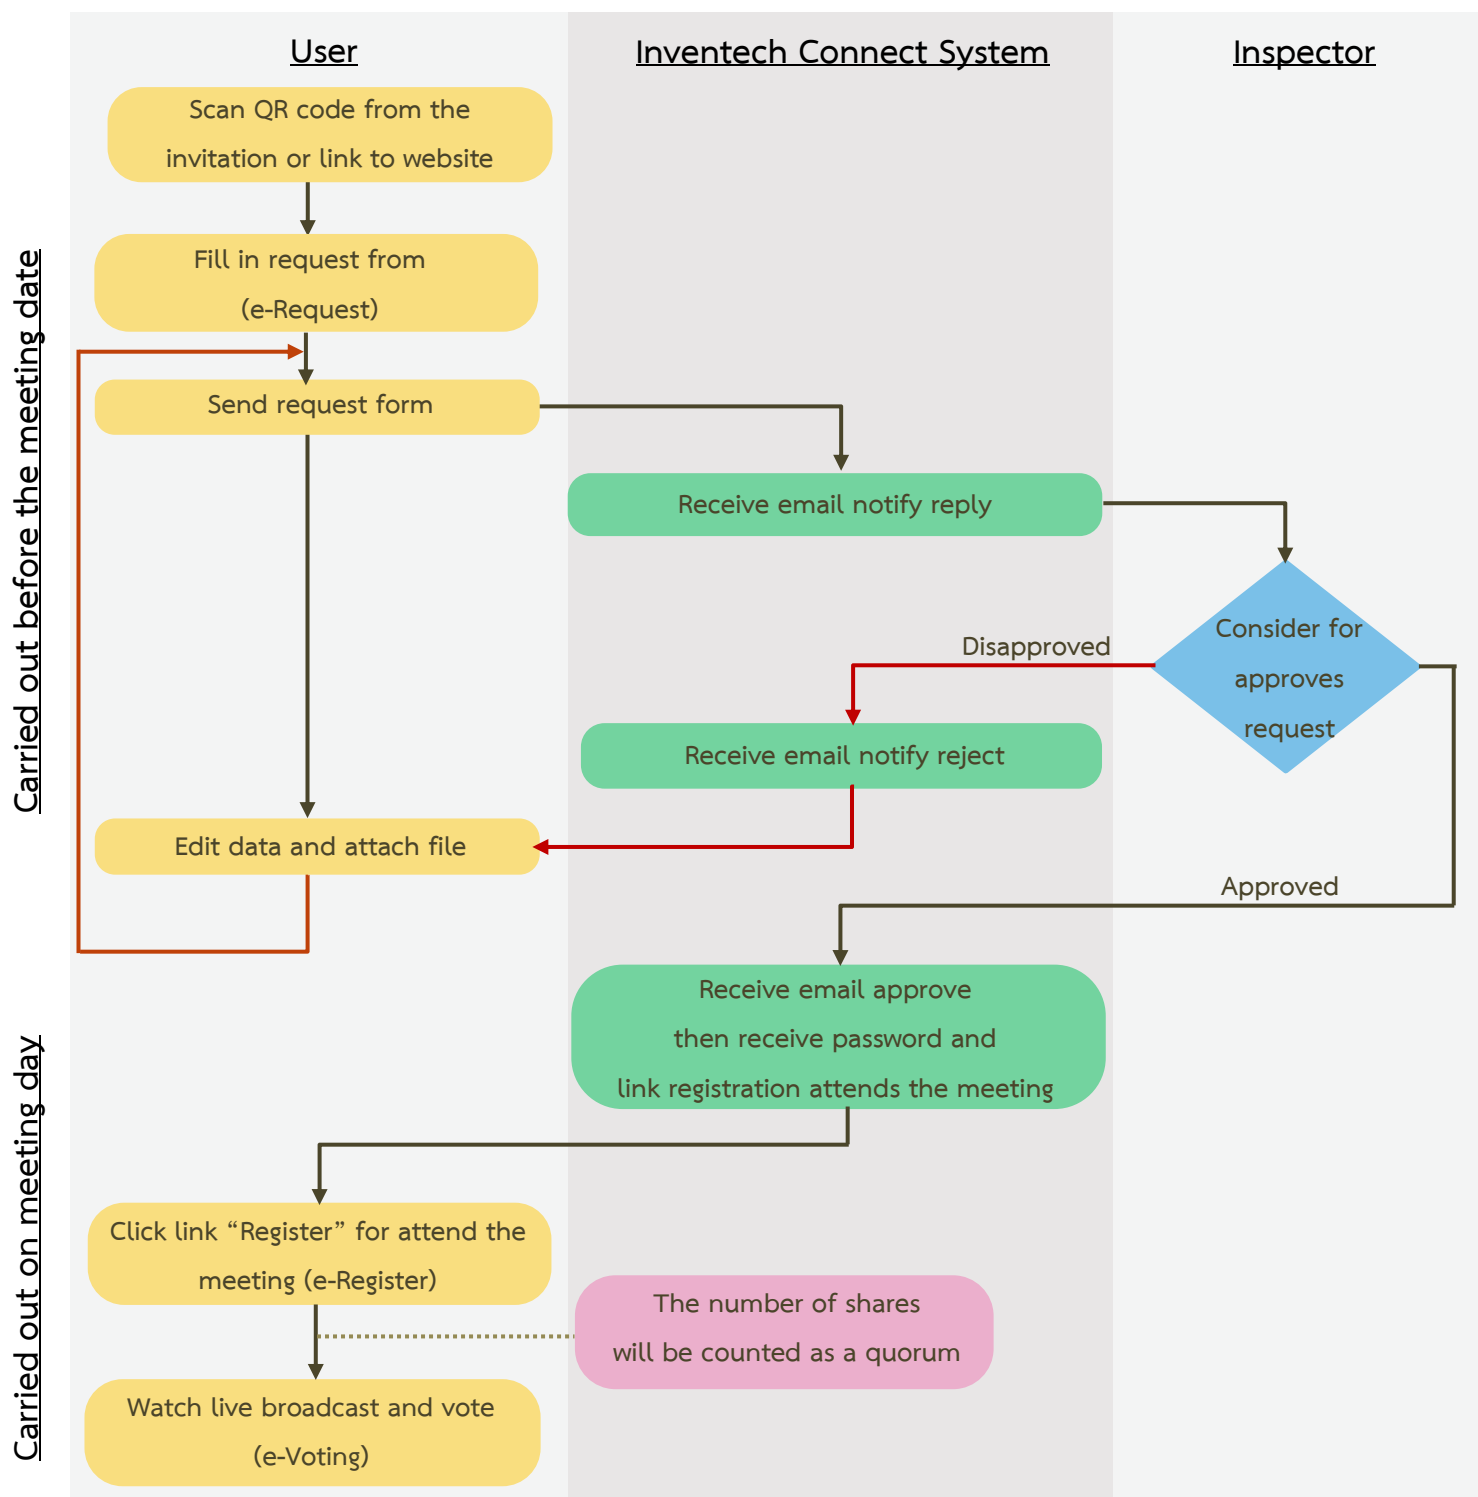 User
Inventech Connect System
Inspector
Scan QR code from the
invitation or link to website
Fill in request from
(e-Request)
Send request form
Receive email notify reply
Consider for
approves
request
Disapproved
Receive email notify reject
Edit data and attach file
Approved
Receive email approve
then receive password and
link registration attends the meeting
Click link “Register” for attend the
meeting (e-Register)
The number of shares
will be counted as a quorum
Watch live broadcast and vote
(e-Voting)
Carried out before the meeting date
Carried out on meeting day